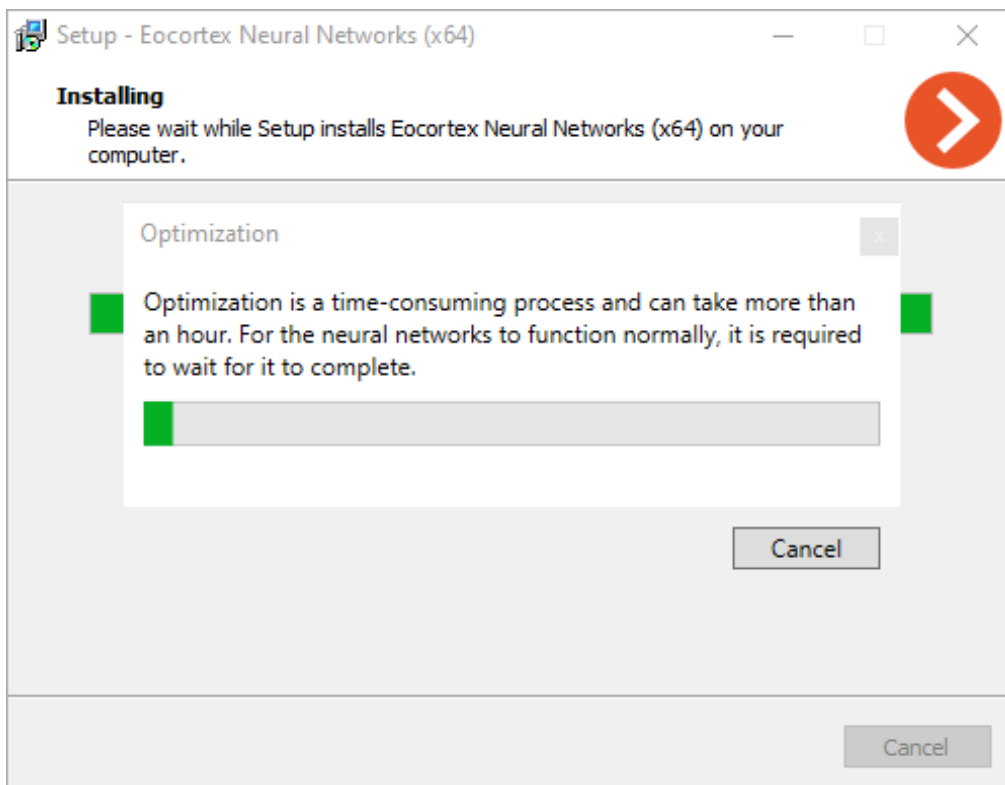 Setup - Eocortex Neural Networks (x64)
Installing
Please wait while Setup installs Eocortex Neural Networks (x64) on your
computer.
Optimization
x
Optimization is a time-consuming process and can take more than
an hour. For the neural networks to function normally, it is required
to wait for it to complete.
Cancel
Cancel